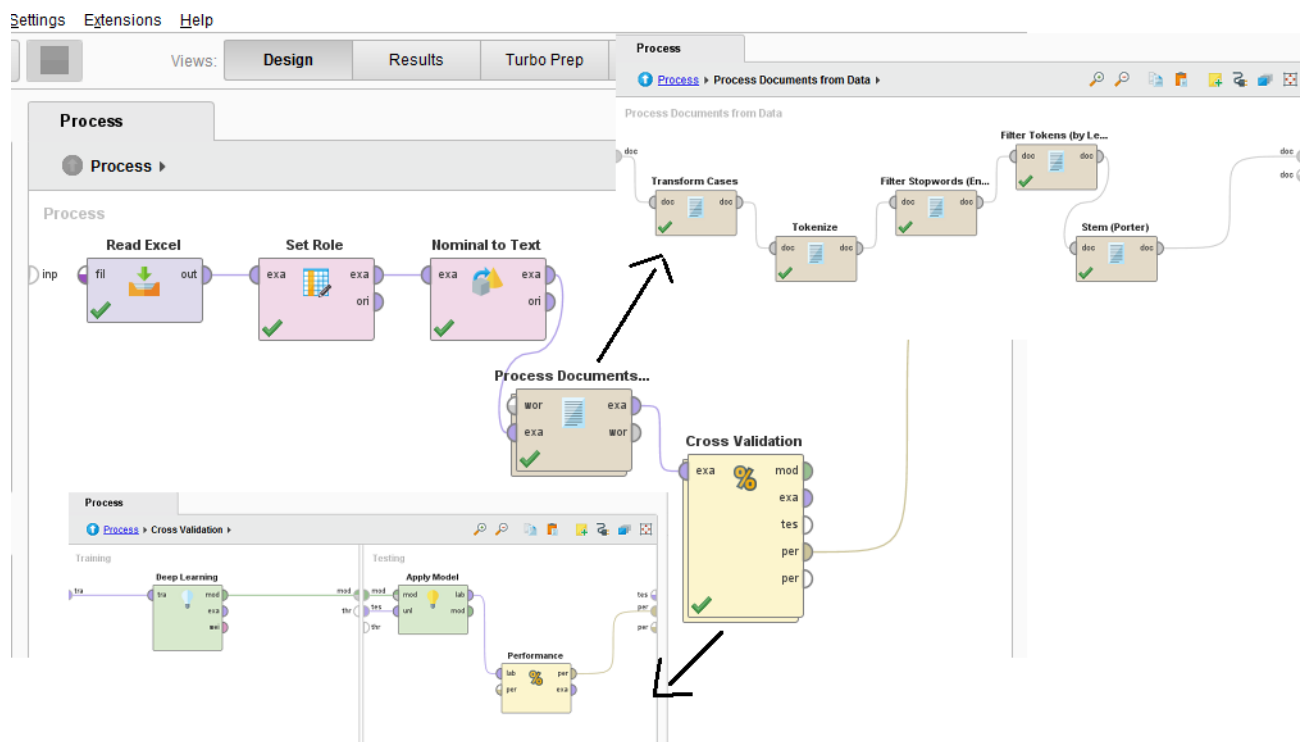 Settings Extensions Help
Views: Design Results Turbo Prep
Process
Process
Process
Read Excel
inp fil out
Set Role
exa exa
ori
Nominal to Text
exa exa
ori
Process Documents...
wor exa
exa wor
Cross Validation
exa mod
exa
tes
per
per
Process
Process Process Documents from Data
Process Documents from Data
doc
Transform Cases
doc doc
Tokenize
doc doc
Filter Stopwords (En...
doc doc
Filter Tokens (by Le...
doc doc
Stem (Porter)
doc doc
doc
doc
Process
Process Cross Validation
Training
tra
Deep Learning
tra mod
exa
wei
mod
thr
Testing
mod
tes
thr
Apply Model
mod lab
unl mod
Performance
lab per
per exa
tes
per
per